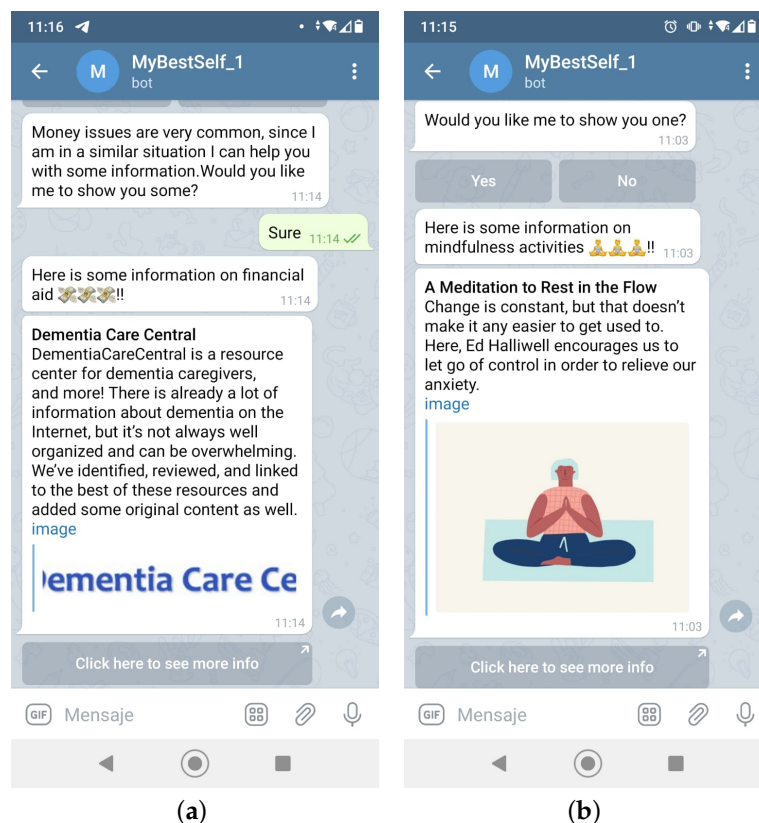 11:16
MyBestSelf_1
bot
Money issues are very common, since I
am in a similar situation I can help you
with some information.Would you like
me to show you some?
11:14
Sure 11:14
Here is some information on financial
aid 💸💸💸!!
11:14
Dementia Care Central
DementiaCareCentral is a resource
center for dementia caregivers,
and more! There is already a lot of
information about dementia on the
Internet, but it's not always well
organized and can be overwhelming.
We've identified, reviewed, and linked
to the best of these resources and
added some original content as well.
image
Dementia Care Ce
11:14
Click here to see more info
GIF Mensaje
(a)
11:15
M
MyBestSelf_1
bot
Would you like me to show you one?
11:03
Yes
No
Here is some information on
mindfulness activities 🧘🧘🧘!! 11:03
A Meditation to Rest in the Flow
Change is constant, but that doesn't
make it any easier to get used to.
Here, Ed Halliwell encourages us to
let go of control in order to relieve our
anxiety.
image
11:03
Click here to see more info
GIF Mensaje
(b)